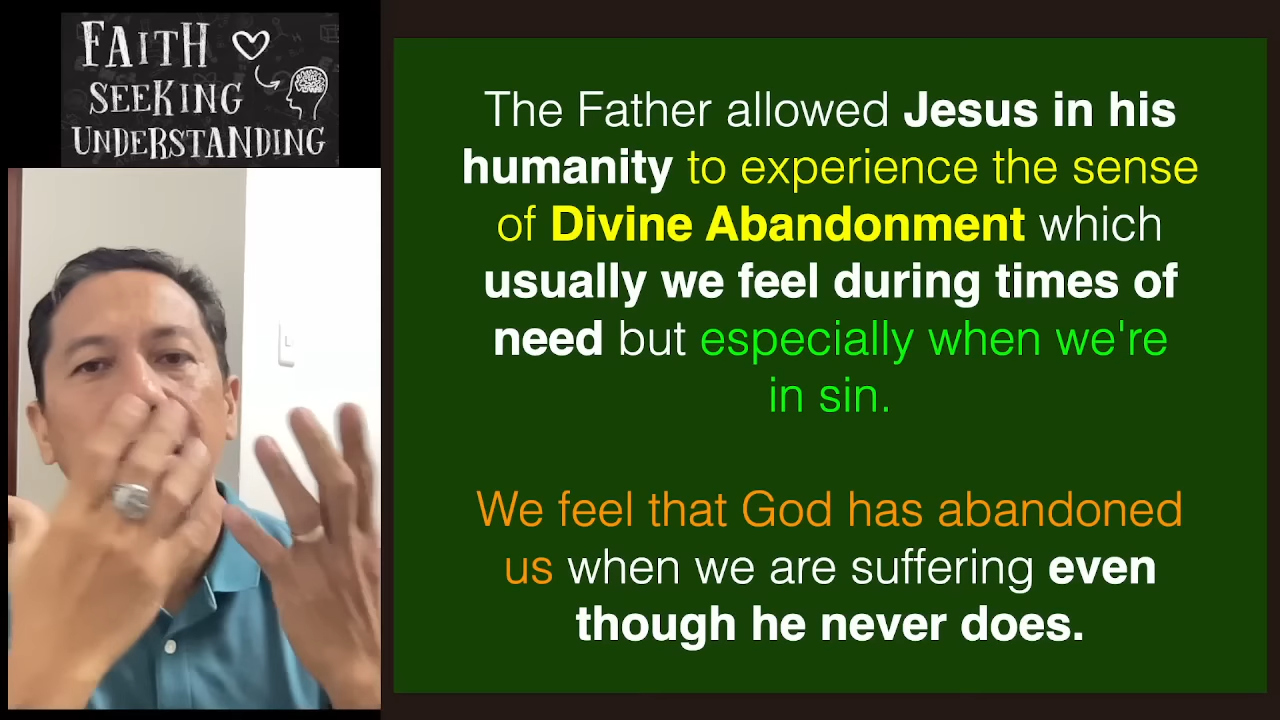 FAITH
SEEKING
UNDERSTANDING
The Father allowed Jesus in his
humanity to experience the sense
of Divine Abandonment which
usually we feel during times of
need but especially when we're
in sin.
We feel that God has abandoned
us when we are suffering even
though he never does.